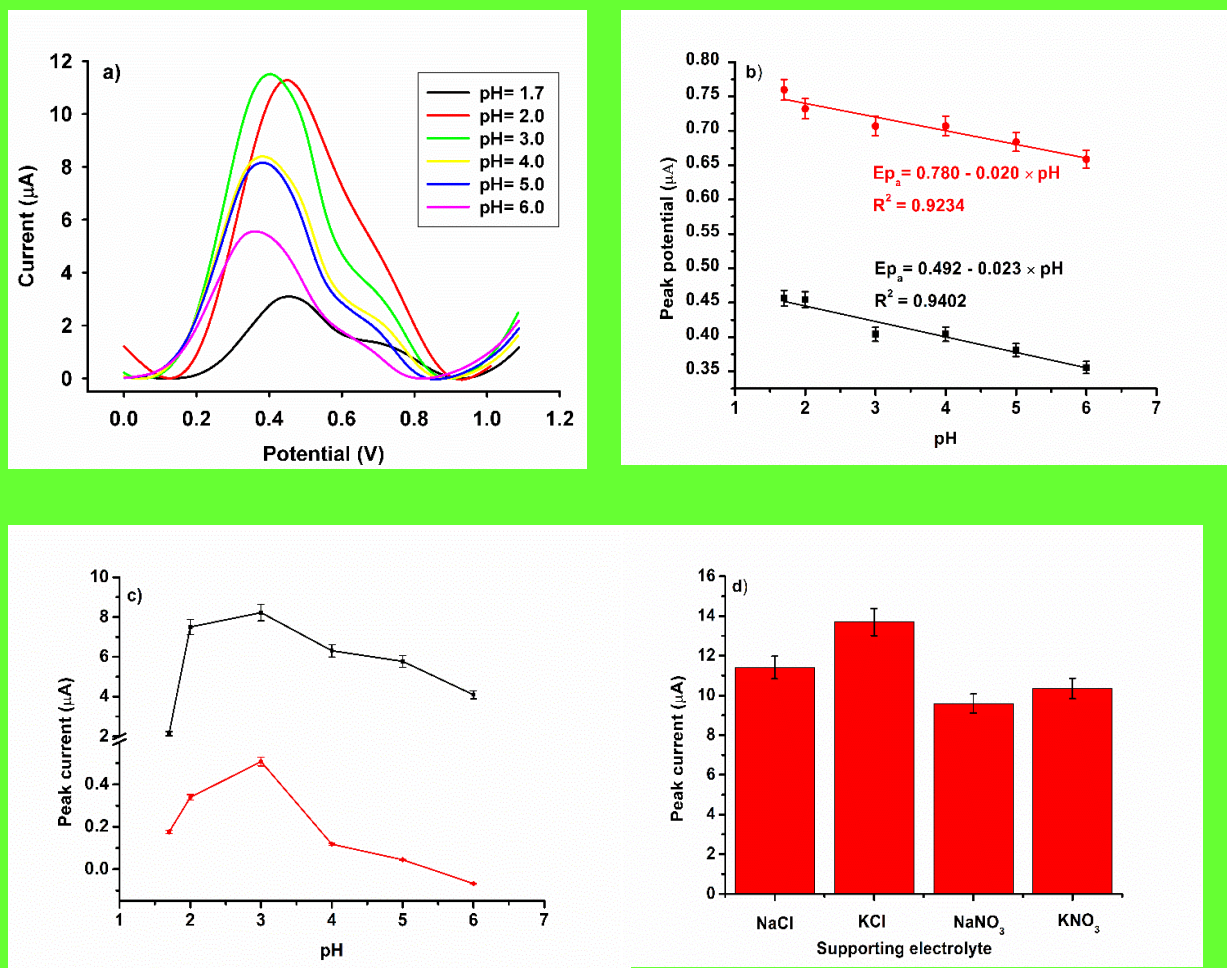 a)
12
10
8
6
4
2
0
Current (μA)
0.0 0.2 0.4 0.6 0.8 1.0 1.2
Potential (V)
pH= 1.7
pH= 2.0
pH= 3.0
pH= 4.0
pH= 5.0
pH= 6.0
b)
0.80
0.75
0.70
0.65
0.60
0.55
0.50
0.45
0.40
0.35
Peak potential (μA)
Epₐ= 0.780 - 0.020 × pH
R² = 0.9234
Epₐ= 0.492 - 0.023 × pH
R² = 0.9402
1 2 3 4 5 6 7
pH
c)
10
8
6
4
2
0.4
0.2
0.0
Peak current (μA)
1 2 3 4 5 6 7
pH
d)
16
14
12
10
8
6
4
2
0
Peak current (μA)
NaCl KCl NaNO₃ KNO₃
Supporting electrolyte